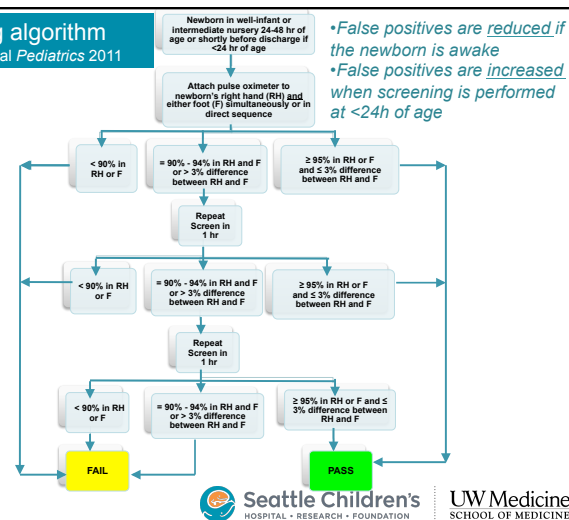 g algorithm
al Pediatrics 2011
Newborn in well-infant or
intermediate nursery 24-48 hr of
age or shortly before discharge if
<24 hr of age
•False positives are reduced if
the newborn is awake
•False positives are increased
when screening is performed
at <24h of age
Attach pulse oximeter to
newborn's right hand (RH) and
either foot (F) simultaneously or in
direct sequence
< 90% in
RH or F
= 90% - 94% in RH and F
or > 3% difference
between RH and F
≥ 95% in RH or F
and ≤ 3% difference
between RH and F
Repeat
Screen in
1 hr
< 90% in RH
or F
= 90% - 94% in RH and F
or > 3% difference
between RH and F
≥ 95% in RH or F
and ≤ 3% difference
between RH and F
Repeat
Screen in
1 hr
< 90% in RH
or F
= 90% - 94% in RH and F
or > 3% difference
between RH and F
≥ 95% in RH or F and ≤
3% difference between
RH and F
FAIL
PASS
Seattle Children's
HOSPITAL • RESEARCH • FOUNDATION
UW Medicine
SCHOOL OF MEDICINE